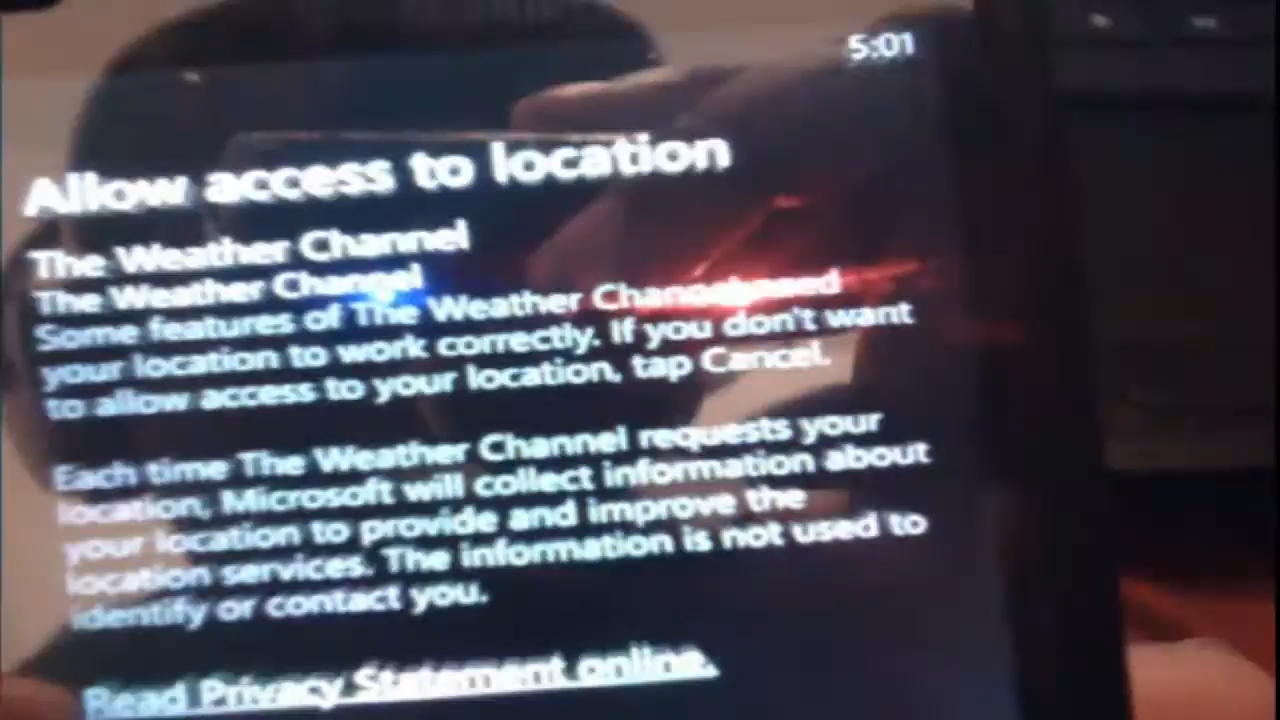 5:01
Allow access to location
The Weather Channel
The Weather Channel
Some features of The Weather Channel need
your location to work correctly. If you don't want
to allow access to your location, tap Cancel.
Each time The Weather Channel requests your
location, Microsoft will collect information about
your location to provide and improve the
location services. The information is not used to
identify or contact you.
Read Privacy Statement online.